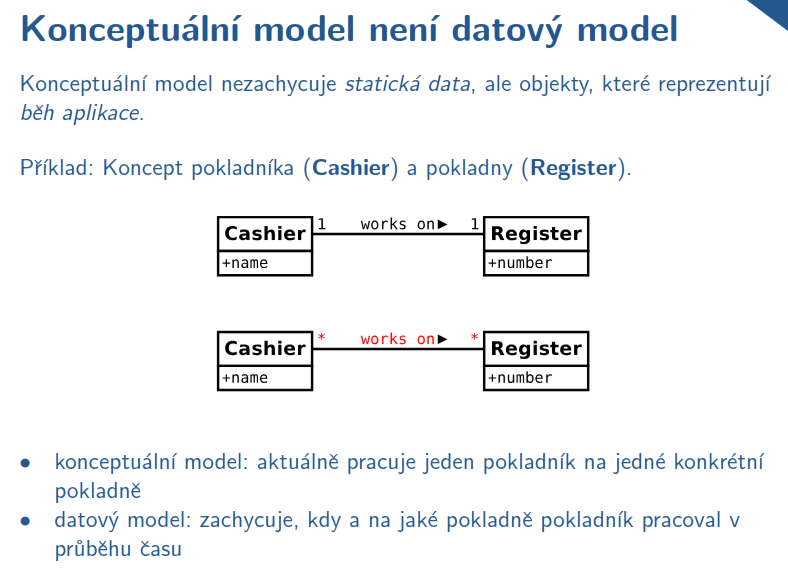 Konceptuální model není datový model
Konceptuální model nezachycuje statická data, ale objekty, které reprezentují
běh aplikace.
Příklad: Koncept pokladníka (Cashier) a pokladny (Register).
1 works on► 1
Cashier Register
+name +number
* works on► *
Cashier Register
+name +number
• konceptuální model: aktuálně pracuje jeden pokladník na jedné konkrétní
pokladně
• datový model: zachycuje, kdy a na jaké pokladně pokladník pracoval v
průběhu času